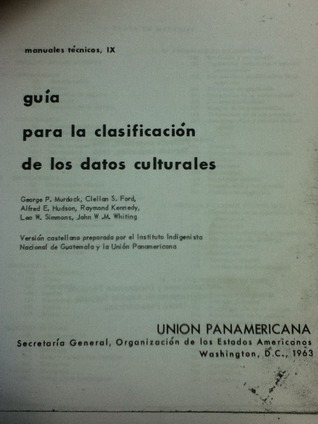 manuales técnicos, IX
guía
para la clasificación
de los datos culturales
George P. Murdock, Clellan S. Ford,
Alfred E. Hudson, Raymond Kennedy,
Leo W. Simmons, John W.M. Whiting
Versión castellana preparada por el Instituto Indigenista
Nacional de Guatemala y la Unión Panamericana
UNION PANAMERICANA
Secretaría General, Organización de los Estados Americanos
Washington, D.C., 1963